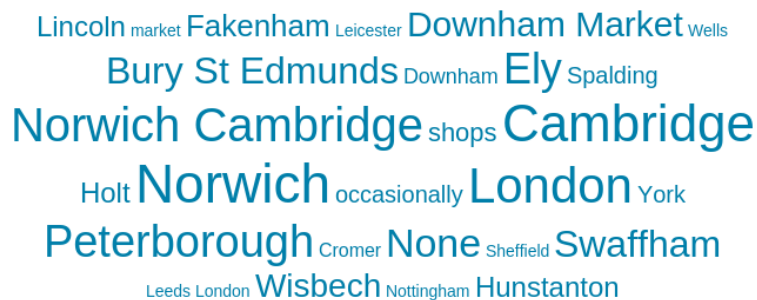 Lincoln market Fakenham Leicester Downham Market Wells
Bury St Edmunds Downham Ely Spalding
Norwich Cambridge shops Cambridge
Holt Norwich occasionally London York
Peterborough Cromer None Sheffield Swaffham
Leeds London Wisbech Nottingham Hunstanton